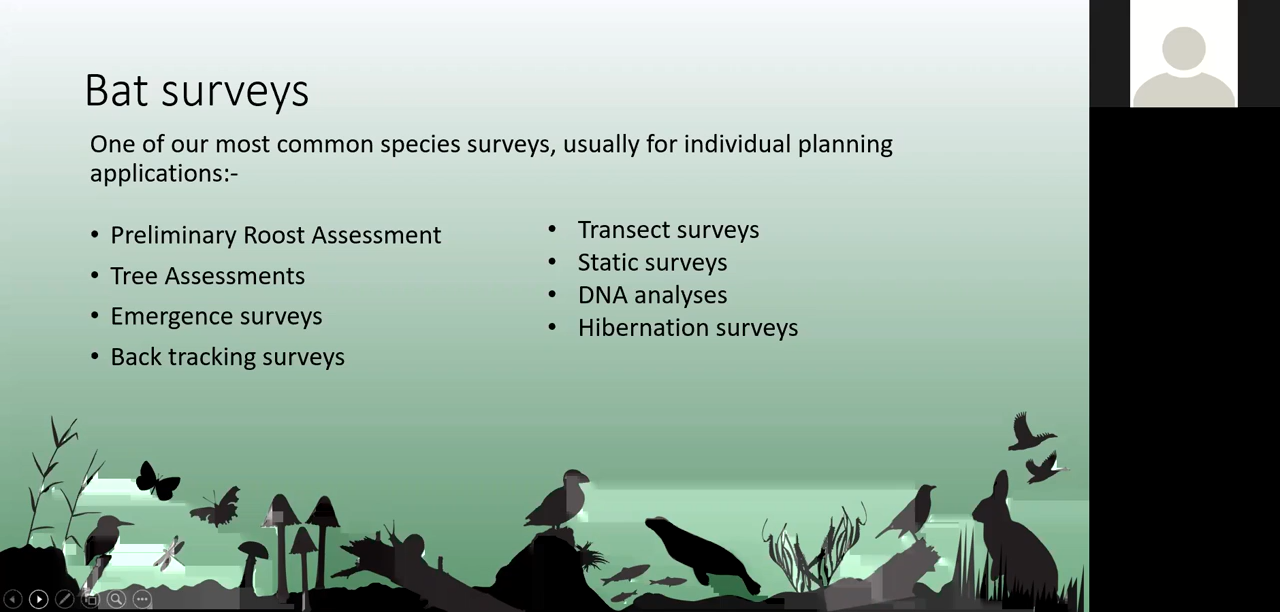 Bat surveys
One of our most common species surveys, usually for individual planning
applications:-
• Preliminary Roost Assessment
• Tree Assessments
• Emergence surveys
• Back tracking surveys
• Transect surveys
• Static surveys
• DNA analyses
• Hibernation surveys